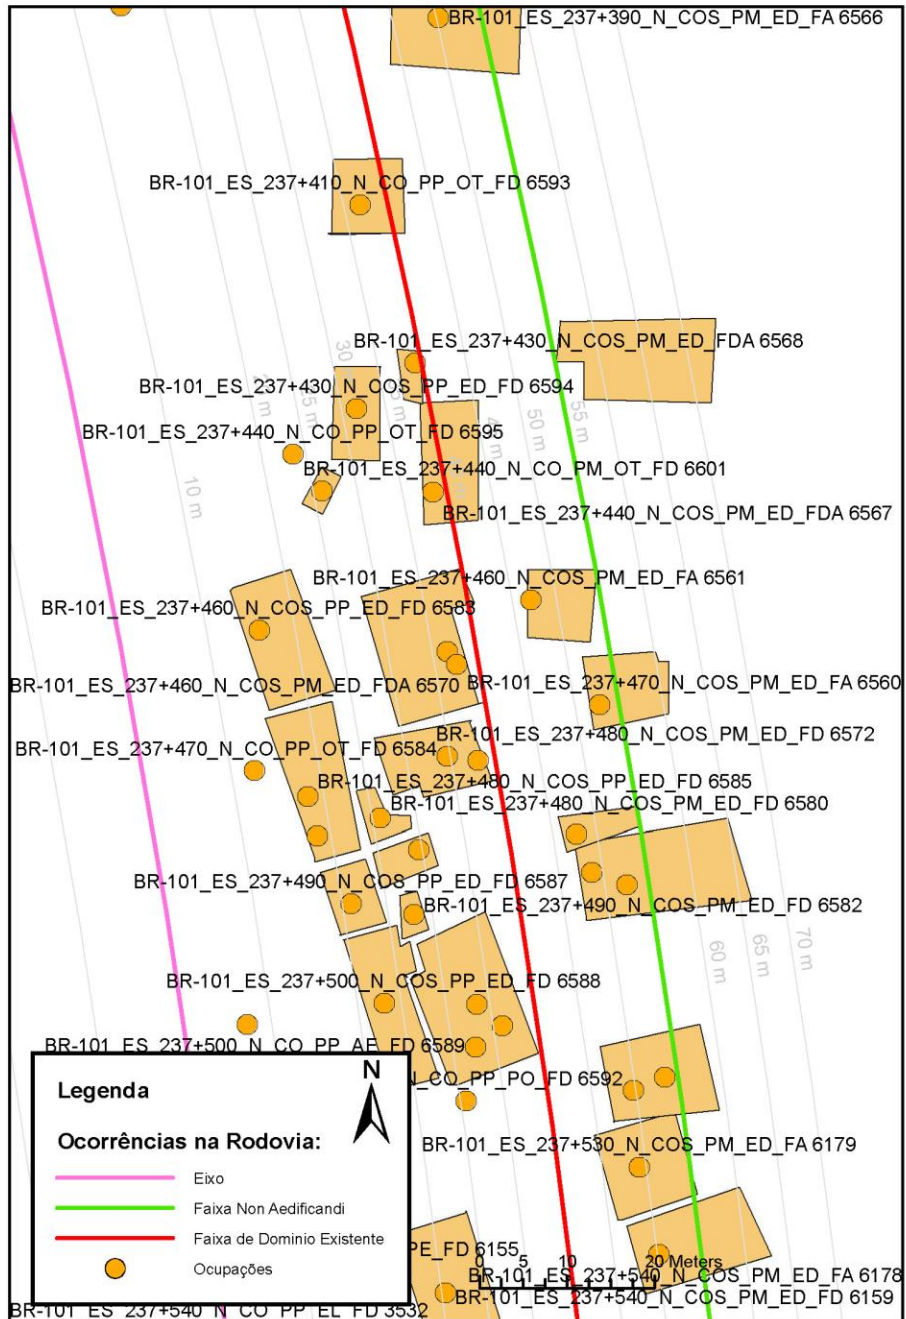 BR-101_ES_237+390_N_COS_PM_ED_FA 6566
BR-101_ES_237+410_N_CO_PP_OT_FD 6593
BR-101_ES_237+430_N_COS_PM_ED_FDA 6568
30
BR-101_ES_237+430_N_COS_PP_ED_FD 6594
55 m
50 m
BR-101_ES_237+440_N_CO_PP_OT_FD 6595
BR-101_ES_237+440_N_CO_PM_OT_FD 6601
10 m
BR-101_ES_237+440_N_COS_PM_ED_FDA 6567
BR-101_ES_237+460_N_COS_PM_ED_FA 6561
BR-101_ES_237+460_N_COS_PP_ED_FD 6583
BR-101_ES_237+460_N_COS_PM_ED_FDA 6570
BR-101_ES_237+470_N_COS_PM_ED_FA 6560
BR-101_ES_237+480_N_COS_PM_ED_FD 6572
BR-101_ES_237+470_N_CO_PP_OT_FD 6584
BR-101_ES_237+480_N_COS_PP_ED_FD 6585
BR-101_ES_237+480_N_COS_PM_ED_FD 6580
BR-101_ES_237+490_N_COS_PP_ED_FD 6587
BR-101_ES_237+490_N_COS_PM_ED_FD 6582
60 m
65 m
70 m
BR-101_ES_237+500_N_COS_PP_ED_FD 6588
BR-101_ES_237+500_N_CO_PP_AE_FD 6589
_CO_PP_PO_FD 6592
BR-101_ES_237+530_N_COS_PM_ED_FA 6179
N
Legenda
Ocorrências na Rodovia:
Eixo
Faixa Non Aedificandi
Faixa de Dominio Existente
Ocupações
PE_FD 6155
0 5 10 20 Meters
BR-101_ES_237+540_N_COS_PM_ED_FA 6178
BR-101_ES_237+540_N_COS_PM_ED_FD 6159
BR-101_ES_237+540_N_CO_PP_EL_FD 3532